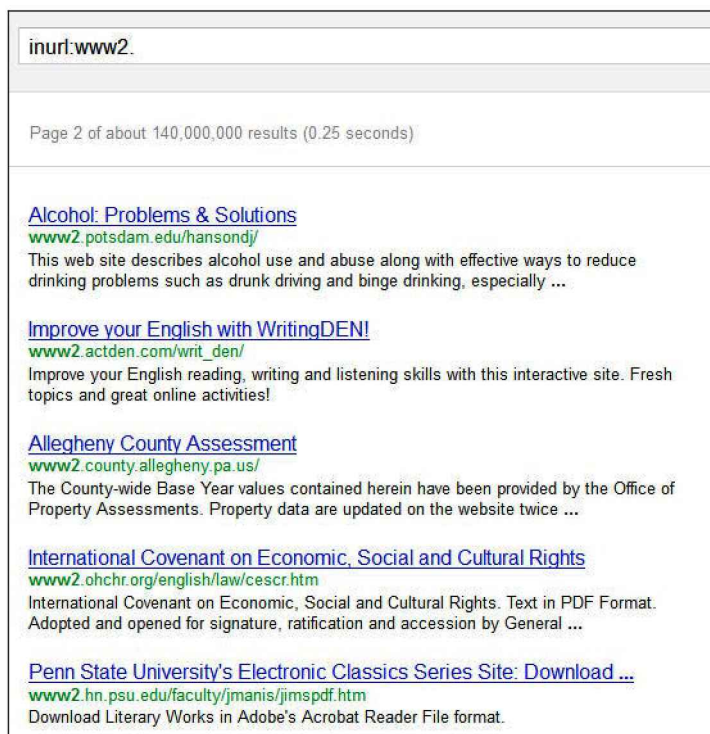 inurl:www2.
Page 2 of about 140,000,000 results (0.25 seconds)
Alcohol: Problems & Solutions
www2.potsdam.edu/hansondj/
This web site describes alcohol use and abuse along with effective ways to reduce
drinking problems such as drunk driving and binge drinking, especially ...
Improve your English with WritingDEN!
www2.actden.com/writ_den/
Improve your English reading, writing and listening skills with this interactive site. Fresh
topics and great online activities!
Allegheny County Assessment
www2.county.allegheny.pa.us/
The County-wide Base Year values contained herein have been provided by the Office of
Property Assessments. Property data are updated on the website twice ...
International Covenant on Economic, Social and Cultural Rights
www2.ohchr.org/english/law/cescr.htm
International Covenant on Economic, Social and Cultural Rights. Text in PDF Format.
Adopted and opened for signature, ratification and accession by General ...
Penn State University's Electronic Classics Series Site: Download ...
www2.hn.psu.edu/faculty/jmanis/jimspdf.htm
Download Literary Works in Adobe's Acrobat Reader File format.